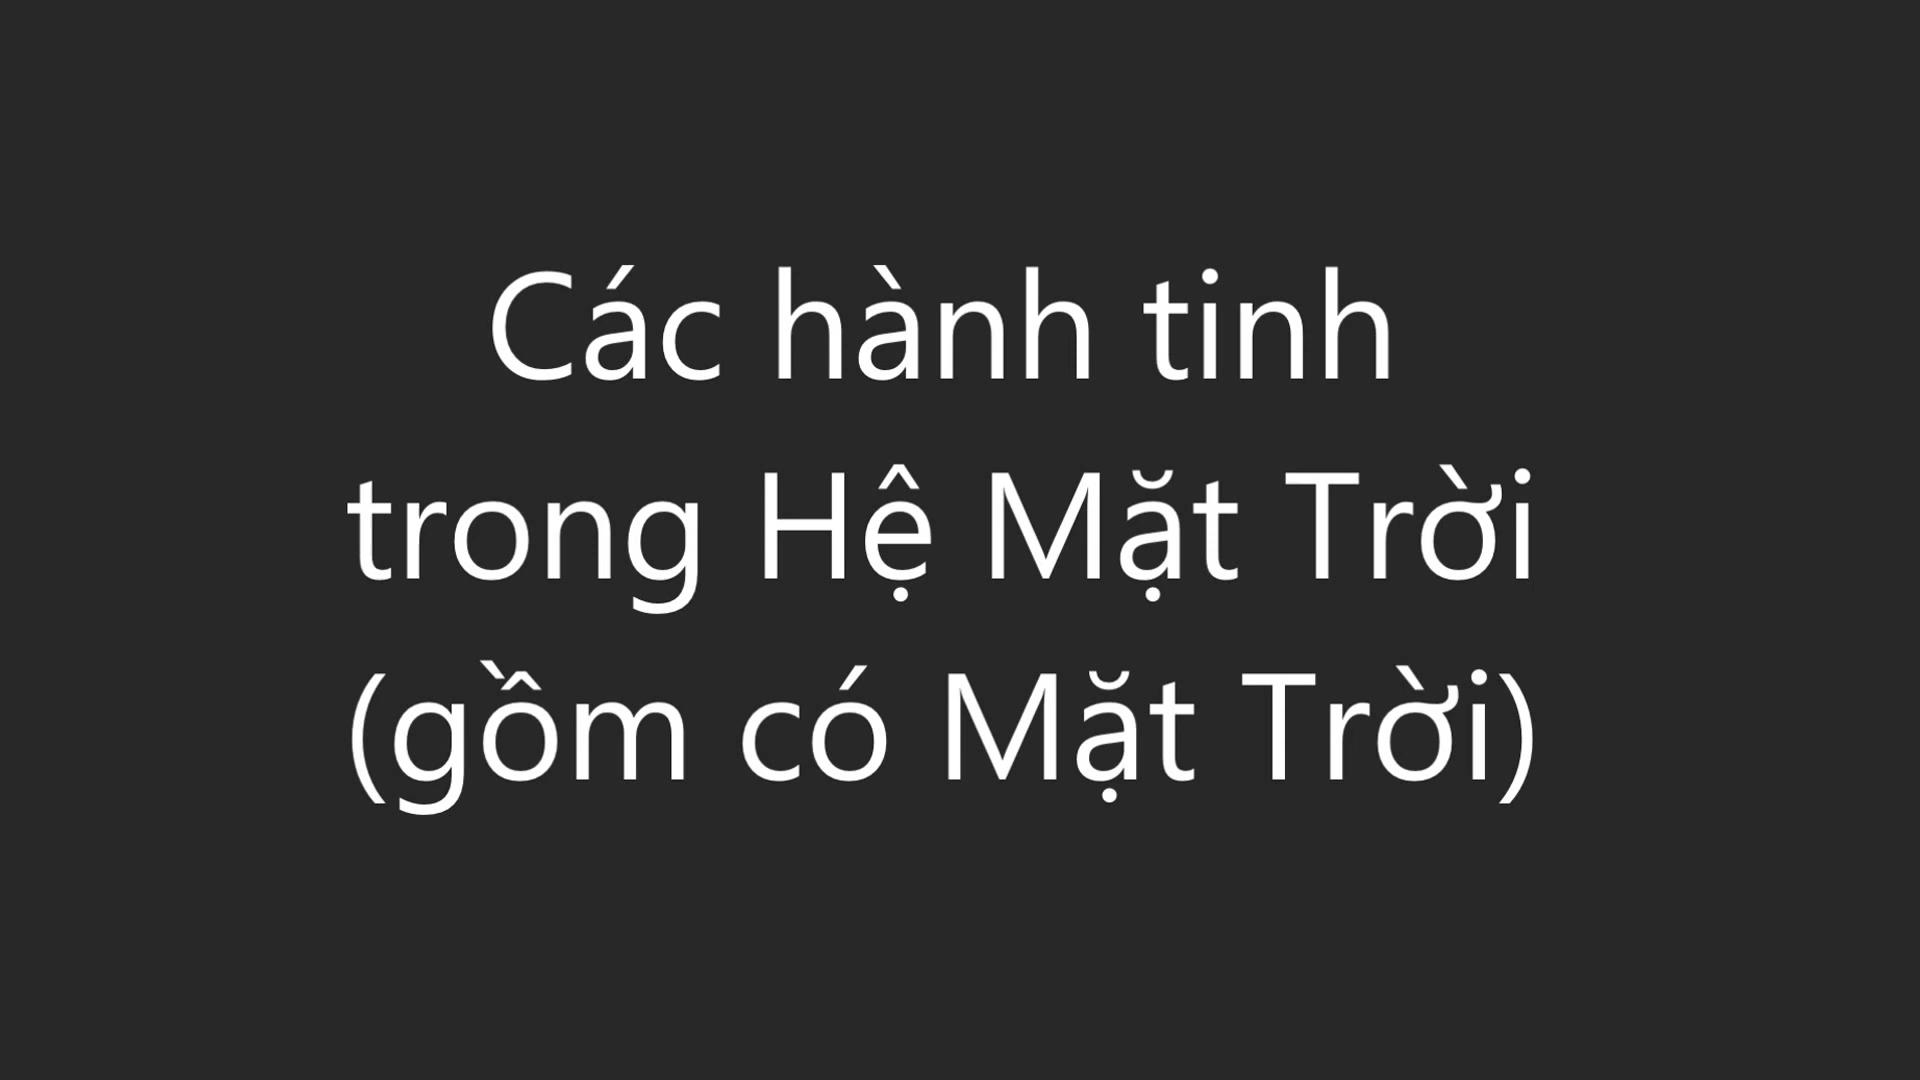 Các hành tinh
trong Hệ Mặt Trời
(gồm có Mặt Trời)